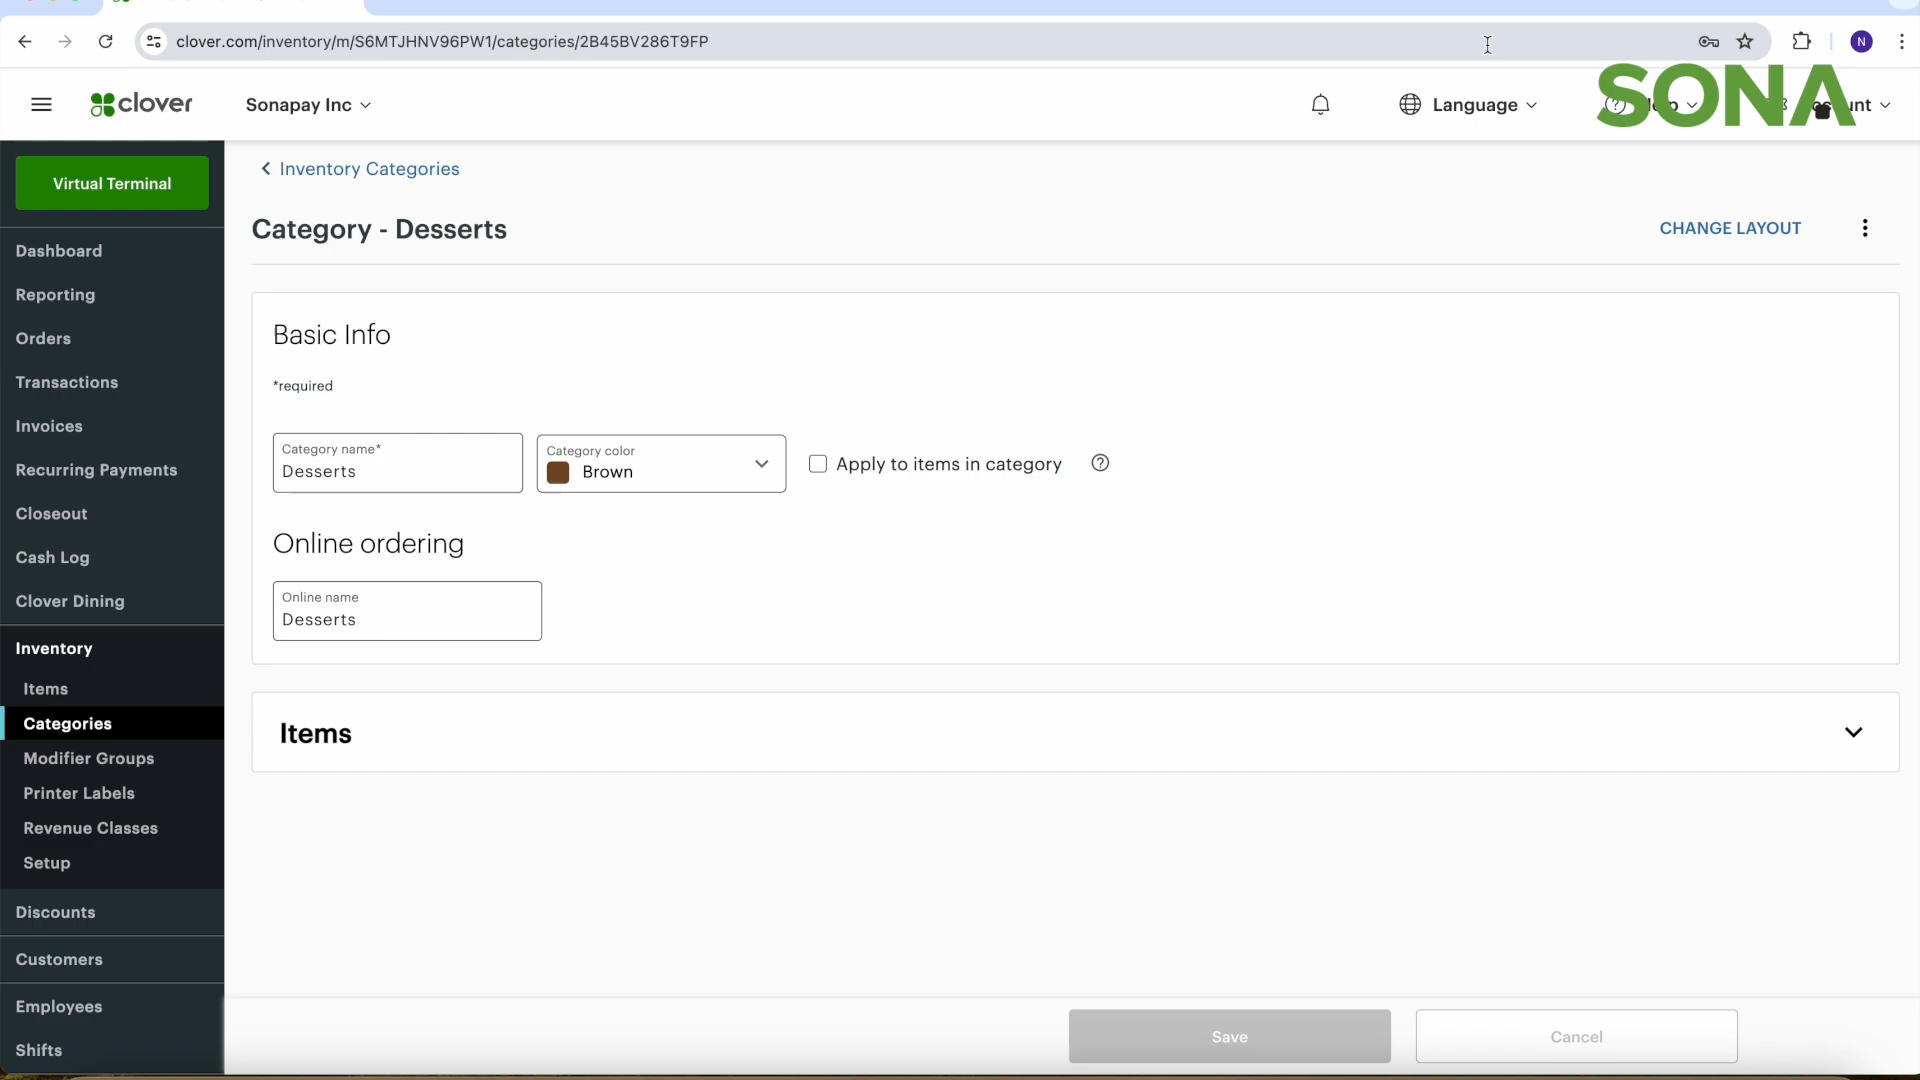 clover.com/inventory/m/S6MTJHNV96PW1/categories/2B45BV286T9FP
N
clover
Sonapay Inc
Language
SONA
Virtual Terminal
Inventory Categories
Category - Desserts
CHANGE LAYOUT
Dashboard
Reporting
Orders
Transactions
Invoices
Recurring Payments
Closeout
Cash Log
Clover Dining
Inventory
Items
Categories
Modifier Groups
Printer Labels
Revenue Classes
Setup
Discounts
Customers
Employees
Shifts
Basic Info
*required
Category name*
Desserts
Category color
Brown
Apply to items in category
Online ordering
Online name
Desserts
Items
Save
Cancel